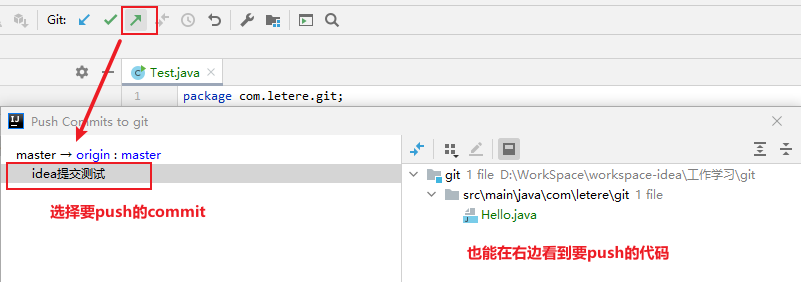 Git:
Test.java
1 package com.letere.git;
Push Commits to git
master → origin : master
idea提交测试
选择要push的commit
git 1 file D:\WorkSpace\workspace-idea\工作学习\git
src\main\java\com\letere\git 1 file
Hello.java
也能在右边看到要push的代码